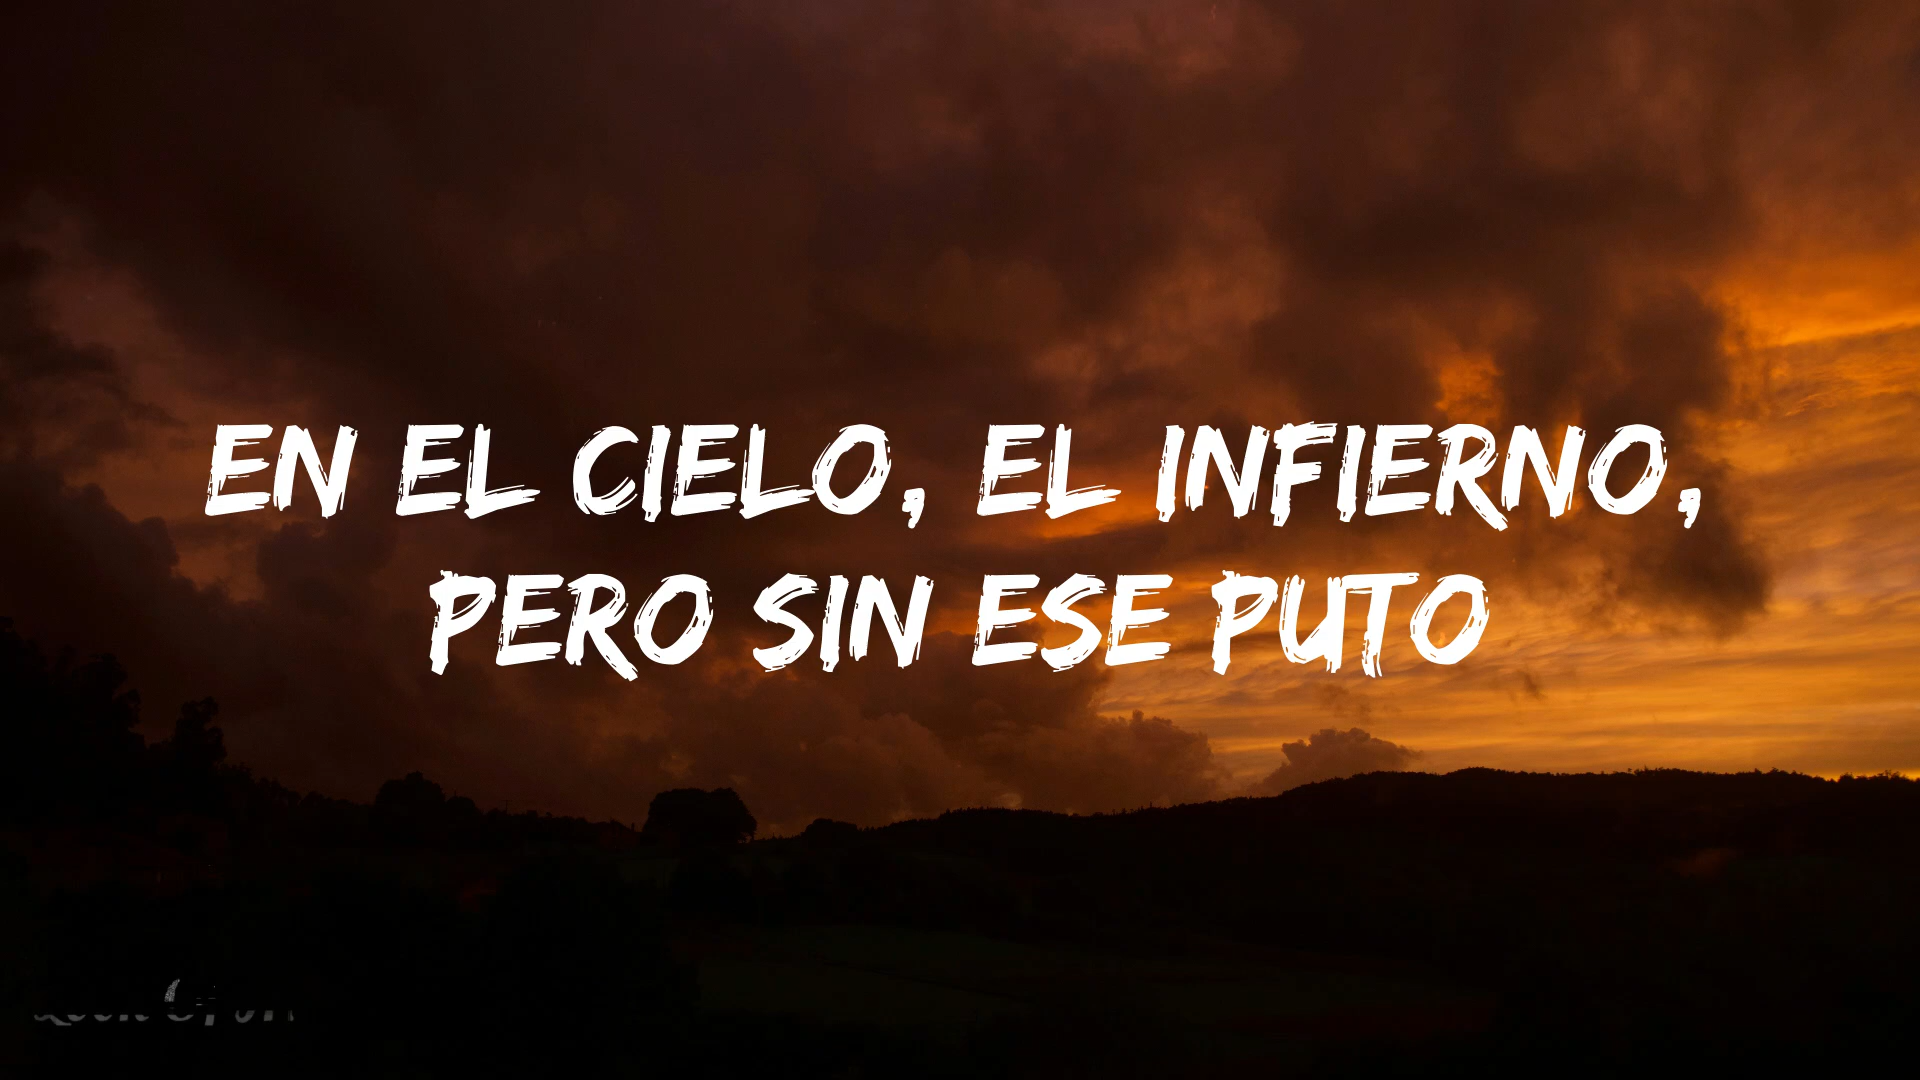 EN EL CIELO, EL INFIERNO,
PERO SIN ESE PUTO